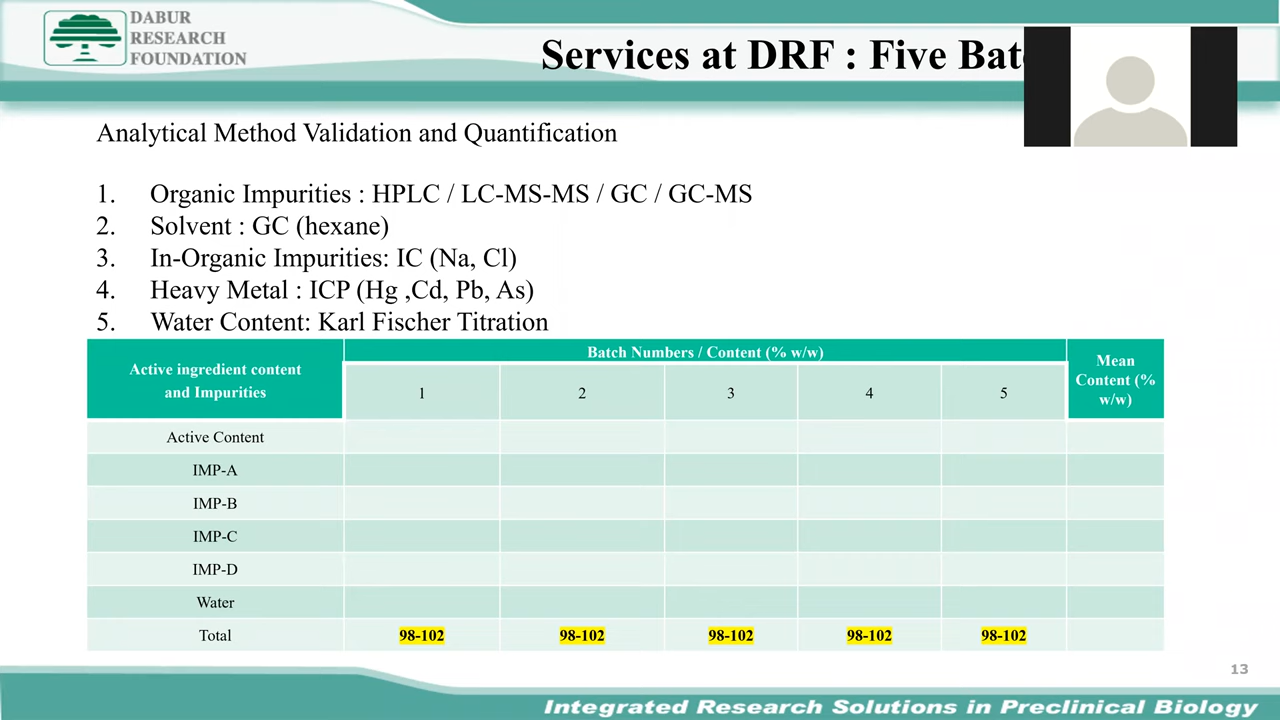 DABUR
RESEARCH
FOUNDATION
Services at DRF : Five
Analytical Method Validation and Quantification
1. Organic Impurities : HPLC / LC-MS-MS / GC / GC-MS
2. Solvent : GC (hexane)
3. In-Organic Impurities: IC (Na, Cl)
4. Heavy Metal : ICP (Hg ,Cd, Pb, As)
5. Water Content: Karl Fischer Titration
Active ingredient content
and Impurities
Batch Numbers / Content (% w/w)
Mean
Content (%
w/w)
1 2 3 4 5
Active Content
IMP-A
IMP-B
IMP-C
IMP-D
Water
Total 98-102 98-102 98-102 98-102 98-102
13
Integrated Research Solutions in Preclinical Biology